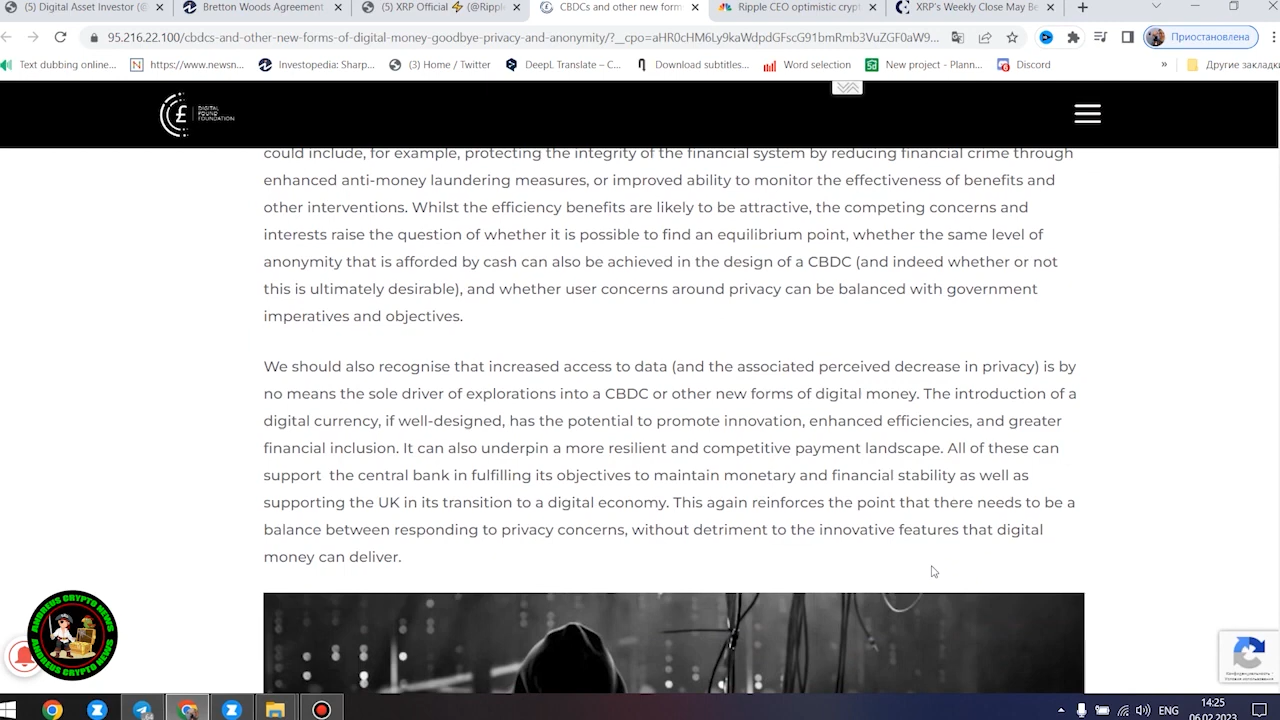 (5) Digital Asset Investor (@
Bretton Woods Agreement
(5) XRP Official ⚡ (@Ripple
CBDCs and other new form
Ripple CEO optimistic crypt
XRP's Weekly Close May Be
95.216.22.100/cbdcs-and-other-new-forms-of-digital-money-goodbye-privacy-and-anonymity/?__cpo=aHR0cHM6Ly9kaWdpdGFscG91bmRmb3VuZGF0aW9...
Приостановлена
Text dubbing online...
https://www.newsn...
Investopedia: Sharp...
(3) Home / Twitter
DeepL Translate – C...
Download subtitles...
Word selection
New project - Plann...
Discord
»
Другие закладки
DIGITAL
POUND
FOUNDATION
could include, for example, protecting the integrity of the financial system by reducing financial crime through
enhanced anti-money laundering measures, or improved ability to monitor the effectiveness of benefits and
other interventions. Whilst the efficiency benefits are likely to be attractive, the competing concerns and
interests raise the question of whether it is possible to find an equilibrium point, whether the same level of
anonymity that is afforded by cash can also be achieved in the design of a CBDC (and indeed whether or not
this is ultimately desirable), and whether user concerns around privacy can be balanced with government
imperatives and objectives.
We should also recognise that increased access to data (and the associated perceived decrease in privacy) is by
no means the sole driver of explorations into a CBDC or other new forms of digital money. The introduction of a
digital currency, if well-designed, has the potential to promote innovation, enhanced efficiencies, and greater
financial inclusion. It can also underpin a more resilient and competitive payment landscape. All of these can
support the central bank in fulfilling its objectives to maintain monetary and financial stability as well as
supporting the UK in its transition to a digital economy. This again reinforces the point that there needs to be a
balance between responding to privacy concerns, without detriment to the innovative features that digital
money can deliver.
ANDREUS CRYPTO NEWS
ANDREUS CRYPTO NEWS
Конфиденциальность -
Условия использования
ENG
14:25
06.02.2023